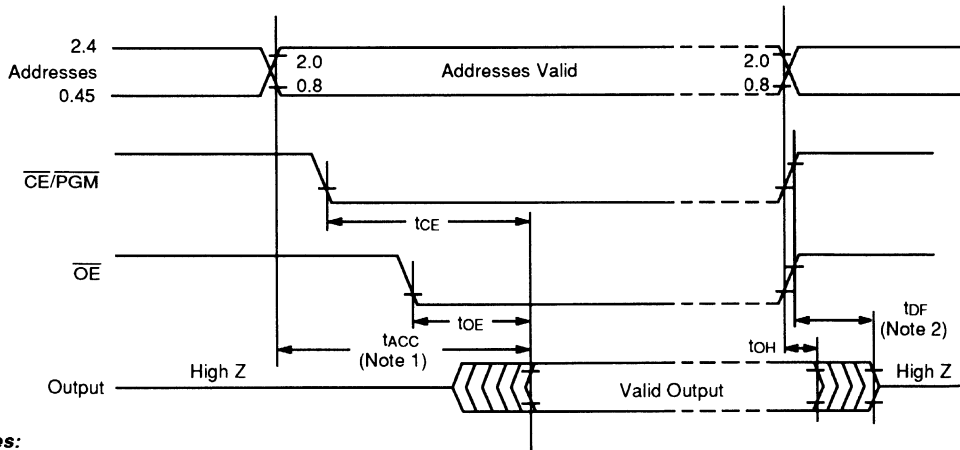 2.4
Addresses
0.45
2.0
0.8
Addresses Valid
2.0
0.8
CE/PGM
tCE
OE
tOE
tACC
(Note 1)
tOH
tDF
(Note 2)
Output
High Z
Valid Output
High Z
es: